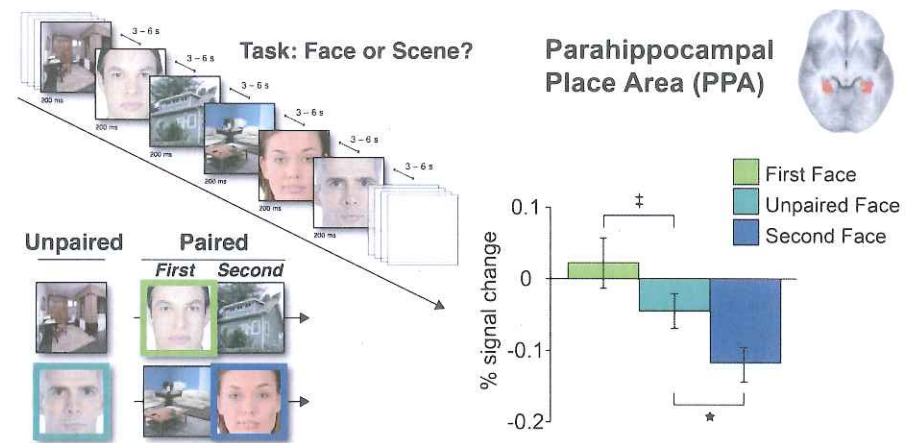 3 – 6 s
Task: Face or Scene?
200 ms
3 – 6 s
200 ms
3 – 6 s
200 ms
3 – 6 s
200 ms
3 – 6 s
200 ms
3 – 6 s
200 ms
Unpaired
Paired
First Second
Parahippocampal
Place Area (PPA)
First Face
Unpaired Face
Second Face
% signal change
0.1
0
-0.1
-0.2
‡
★